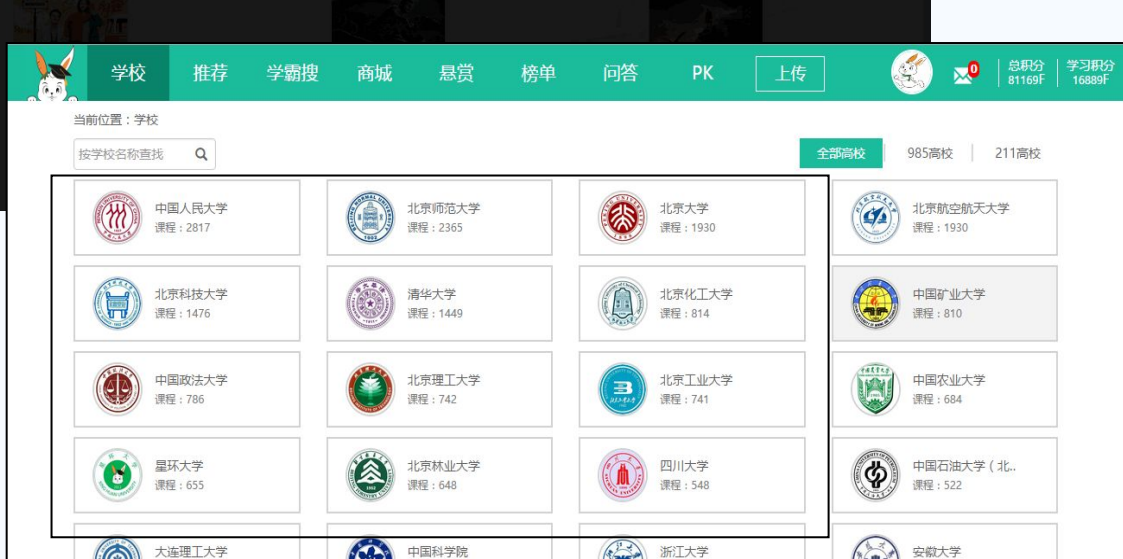 学校 推荐 学霸搜 商城 悬赏 榜单 问答 PK 上传 0 总积分 学习积分
81169F 16889F
当前位置：学校
按学校名称查找 全部高校 985高校 211高校
中国人民大学 北京师范大学 北京大学 北京航空航天大学
课程：2817 课程：2365 课程：1930 课程：1930
北京科技大学 清华大学 北京化工大学 中国矿业大学
课程：1476 课程：1449 课程：814 课程：810
中国政法大学 北京理工大学 北京工业大学 中国农业大学
课程：786 课程：742 课程：741 课程：684
星环大学 北京林业大学 四川大学 中国石油大学（北..
课程：655 课程：648 课程：548 课程：522
大连理工大学 中国科学院 浙江大学 安徽大学